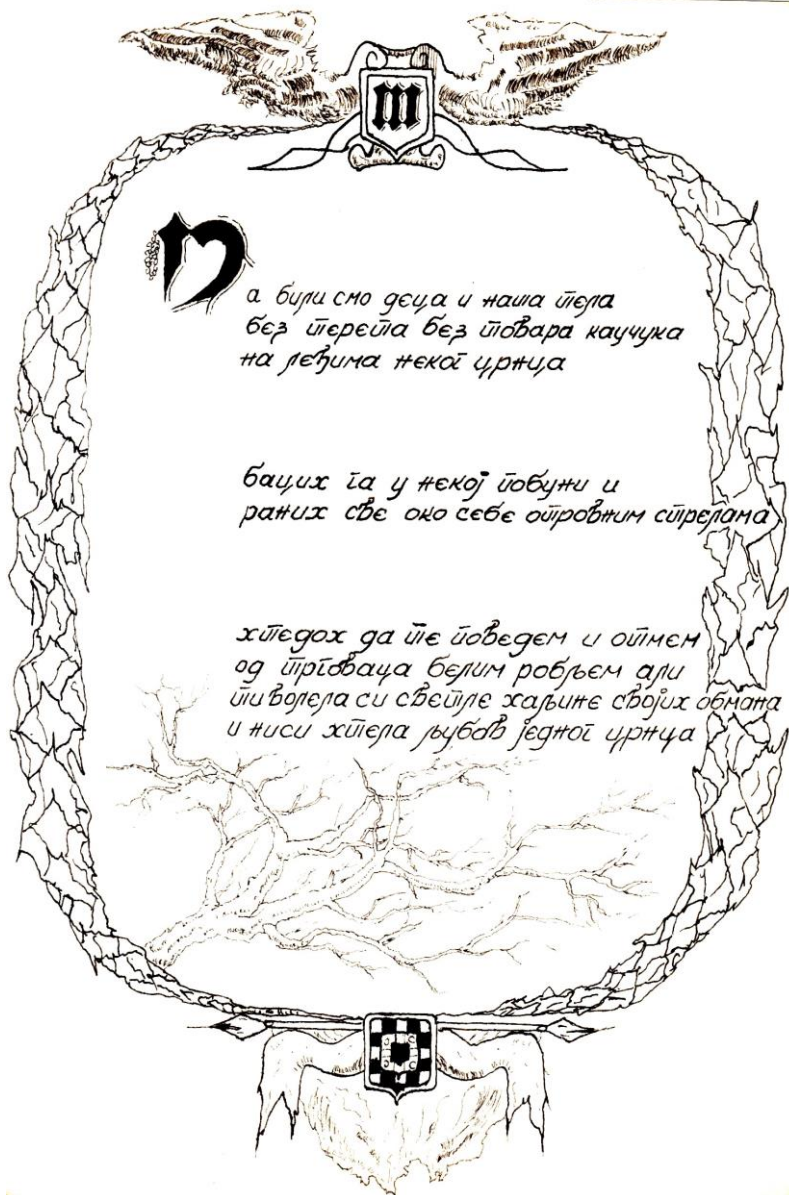 III
Па били смо деца и наша тела
без терета без товара каучука
на леђима неког црнца
бацих га у некој побуни и
раних све око себе отровним стрелама
хтедох да те поведем и отмем
од трговаца белим робљем али
ти волела си светле хаљине својих обмана
и ниси хтела љубав једног црнца